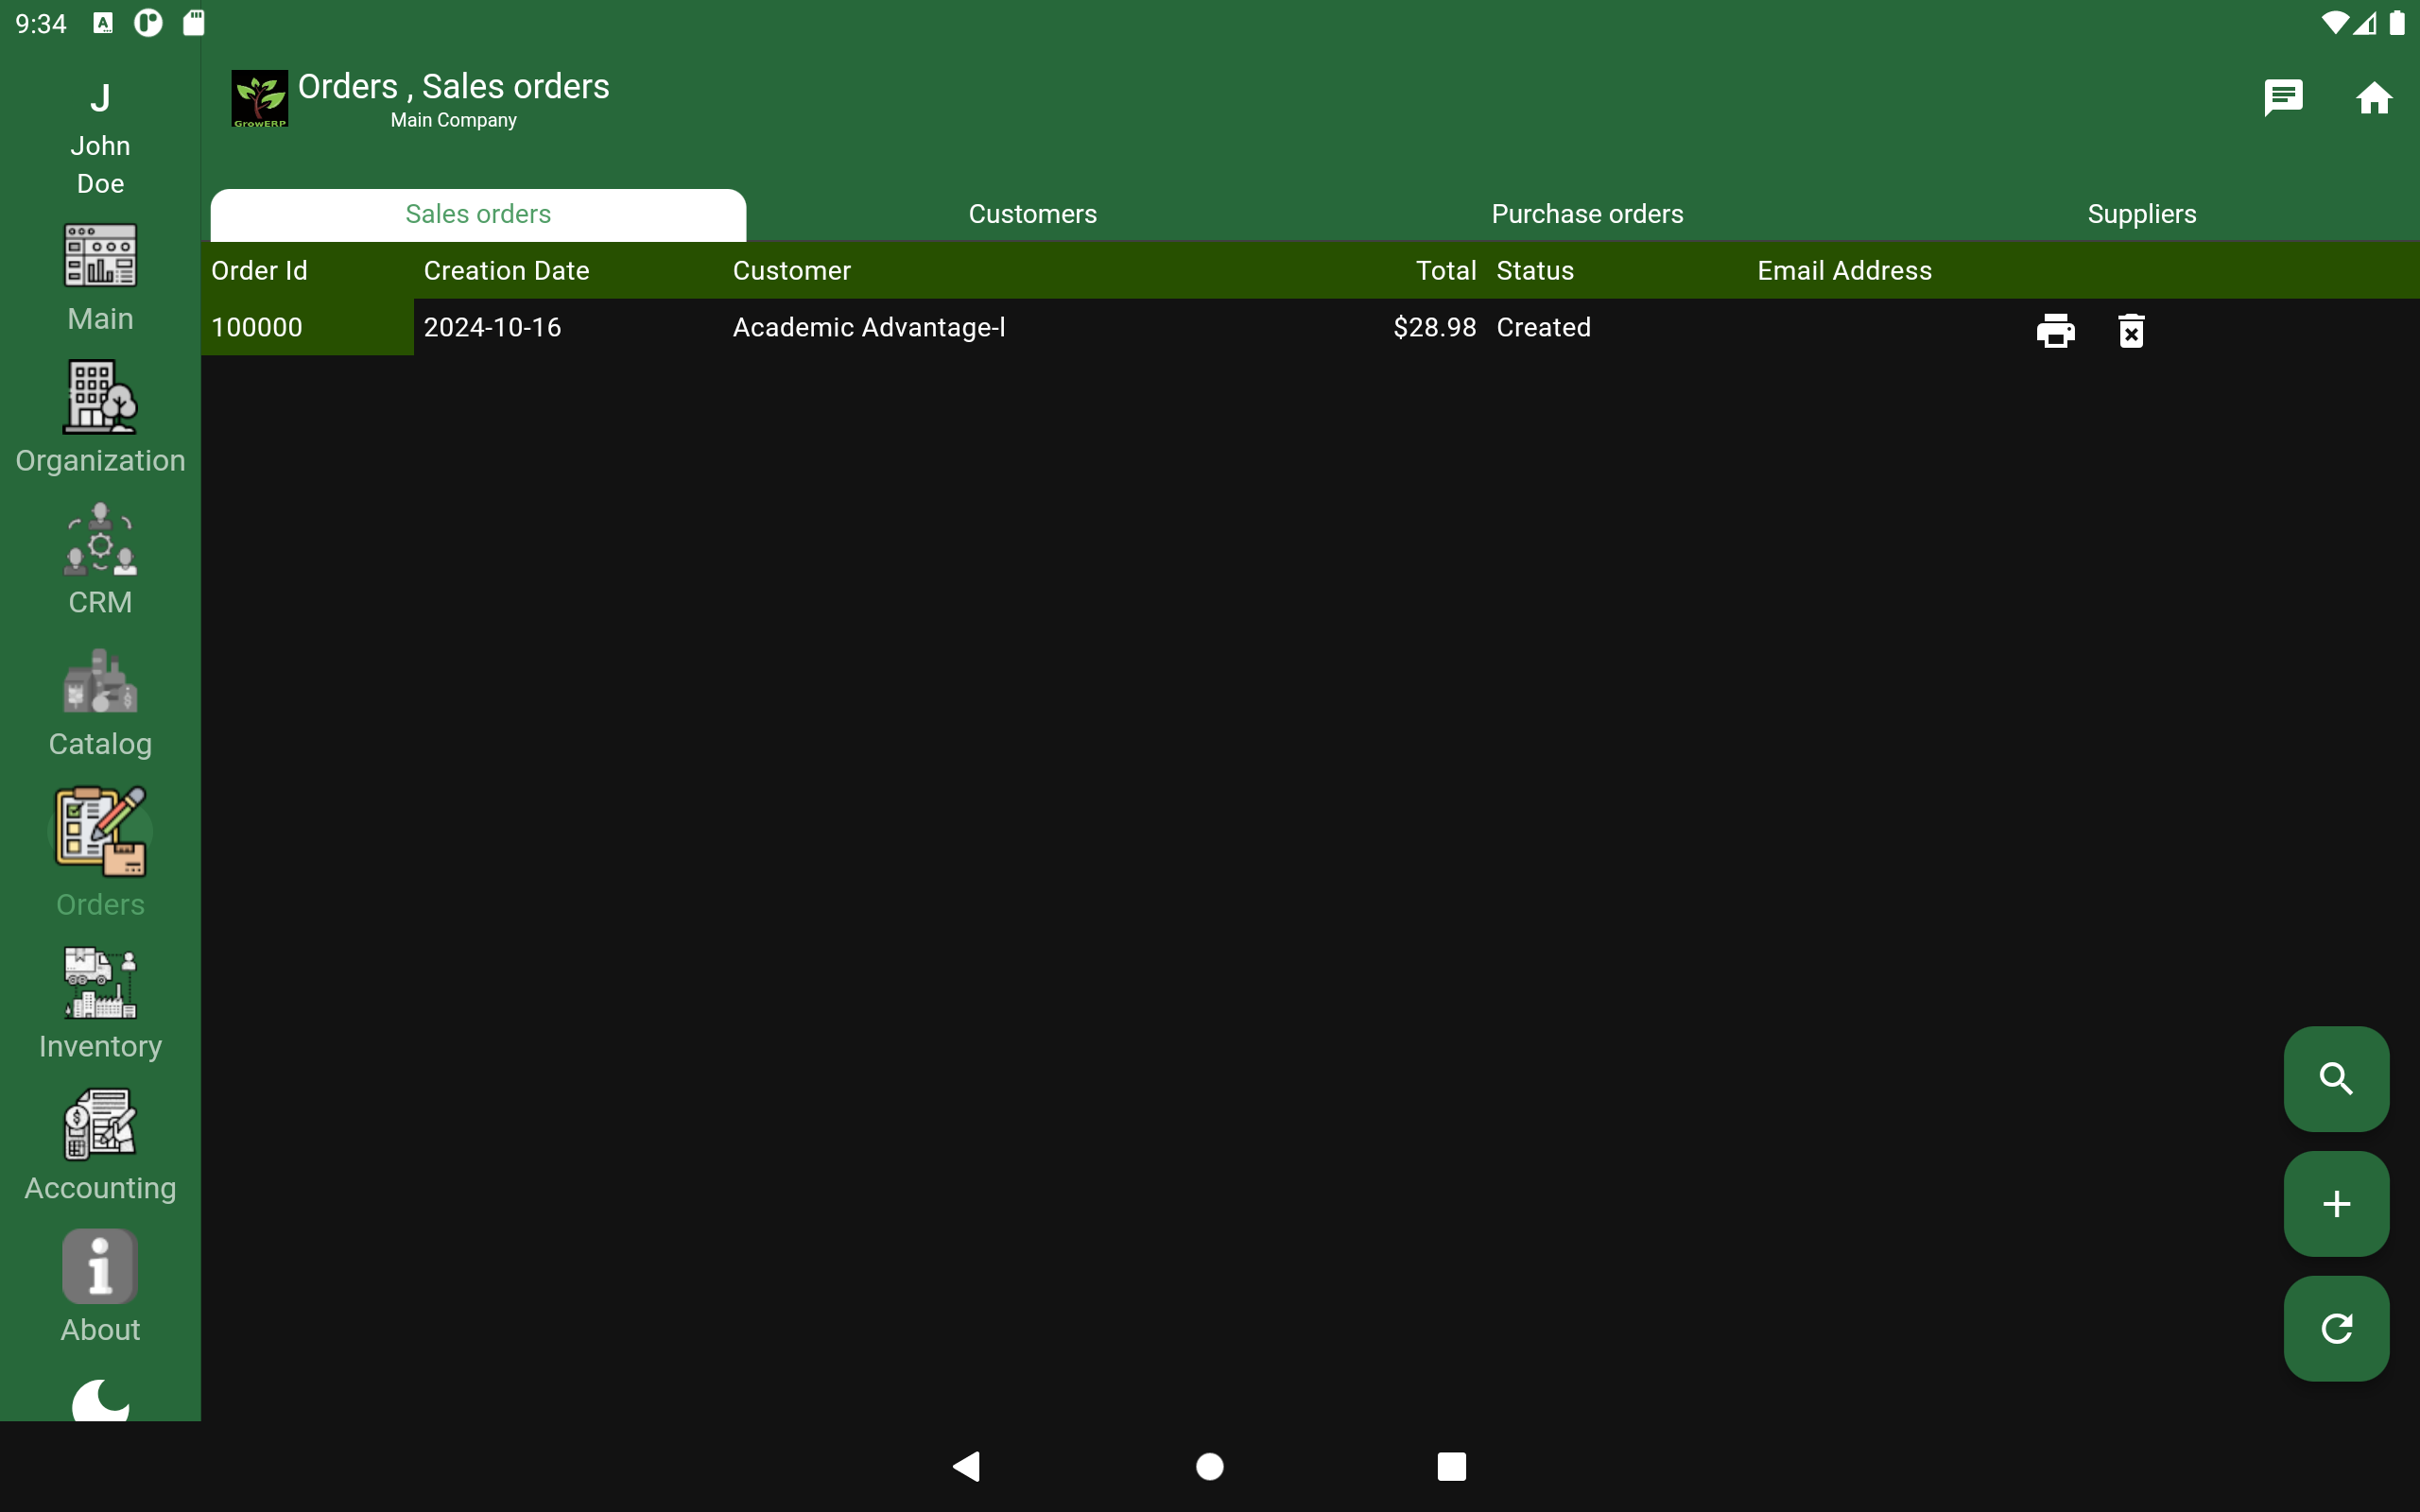 9:34
J
John
Doe
Main
Organization
CRM
Catalog
Orders
Inventory
Accounting
About
GrowERP
Orders , Sales orders
Main Company
Sales orders Customers Purchase orders Suppliers
Order Id Creation Date Customer Total Status Email Address
100000 2024-10-16 Academic Advantage-l $28.98 Created